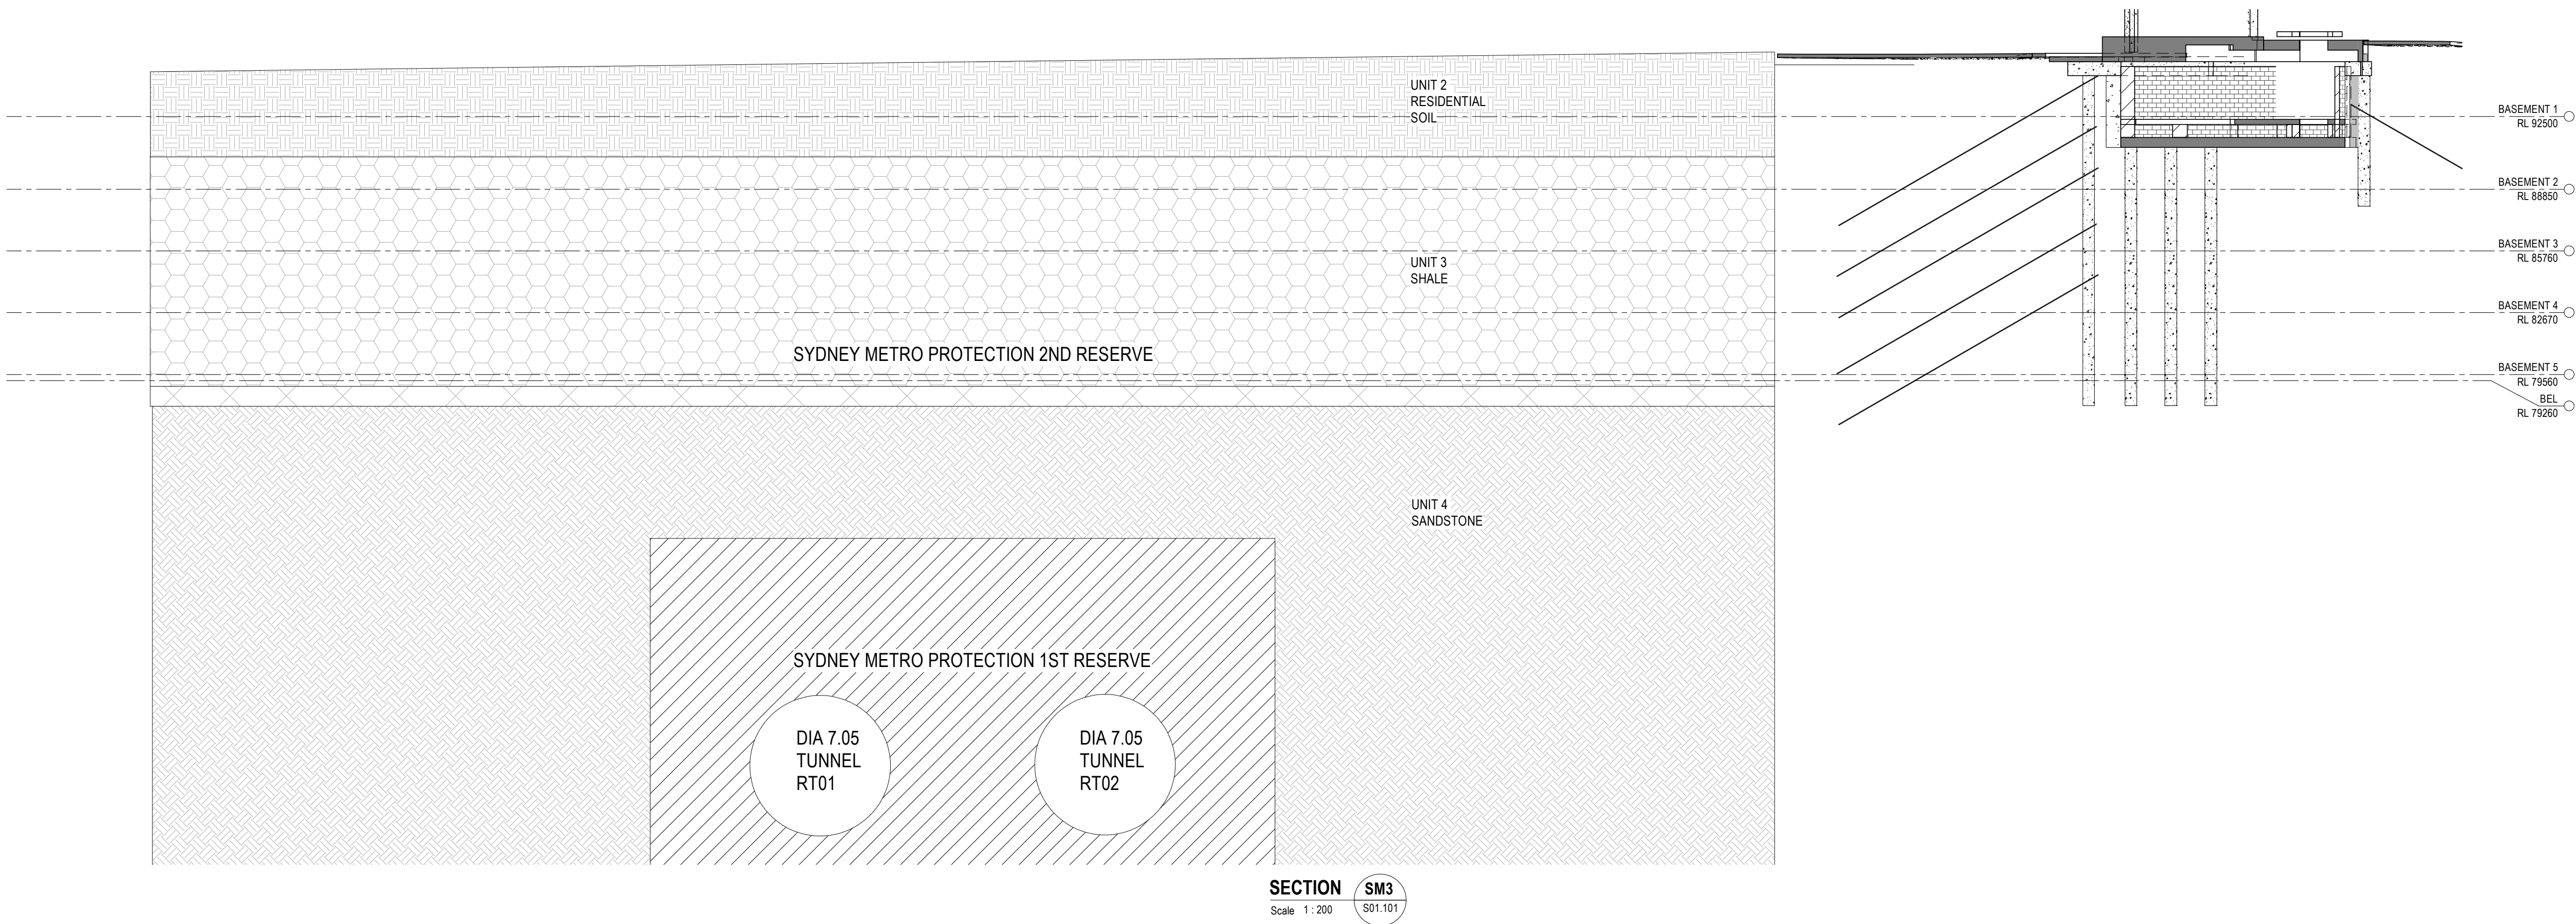 UNIT 2
RESIDENTIAL
SOIL
BASEMENT 1
RL 92500
BASEMENT 2
RL 88850
BASEMENT 3
RL 85760
UNIT 3
SHALE
BASEMENT 4
RL 82670
SYDNEY METRO PROTECTION 2ND RESERVE
BASEMENT 5
RL 79560
BEL
RL 79260
UNIT 4
SANDSTONE
SYDNEY METRO PROTECTION 1ST RESERVE
DIA 7.05
TUNNEL
RT01
DIA 7.05
TUNNEL
RT02
SECTION SM3
Scale 1 : 200 S01.101